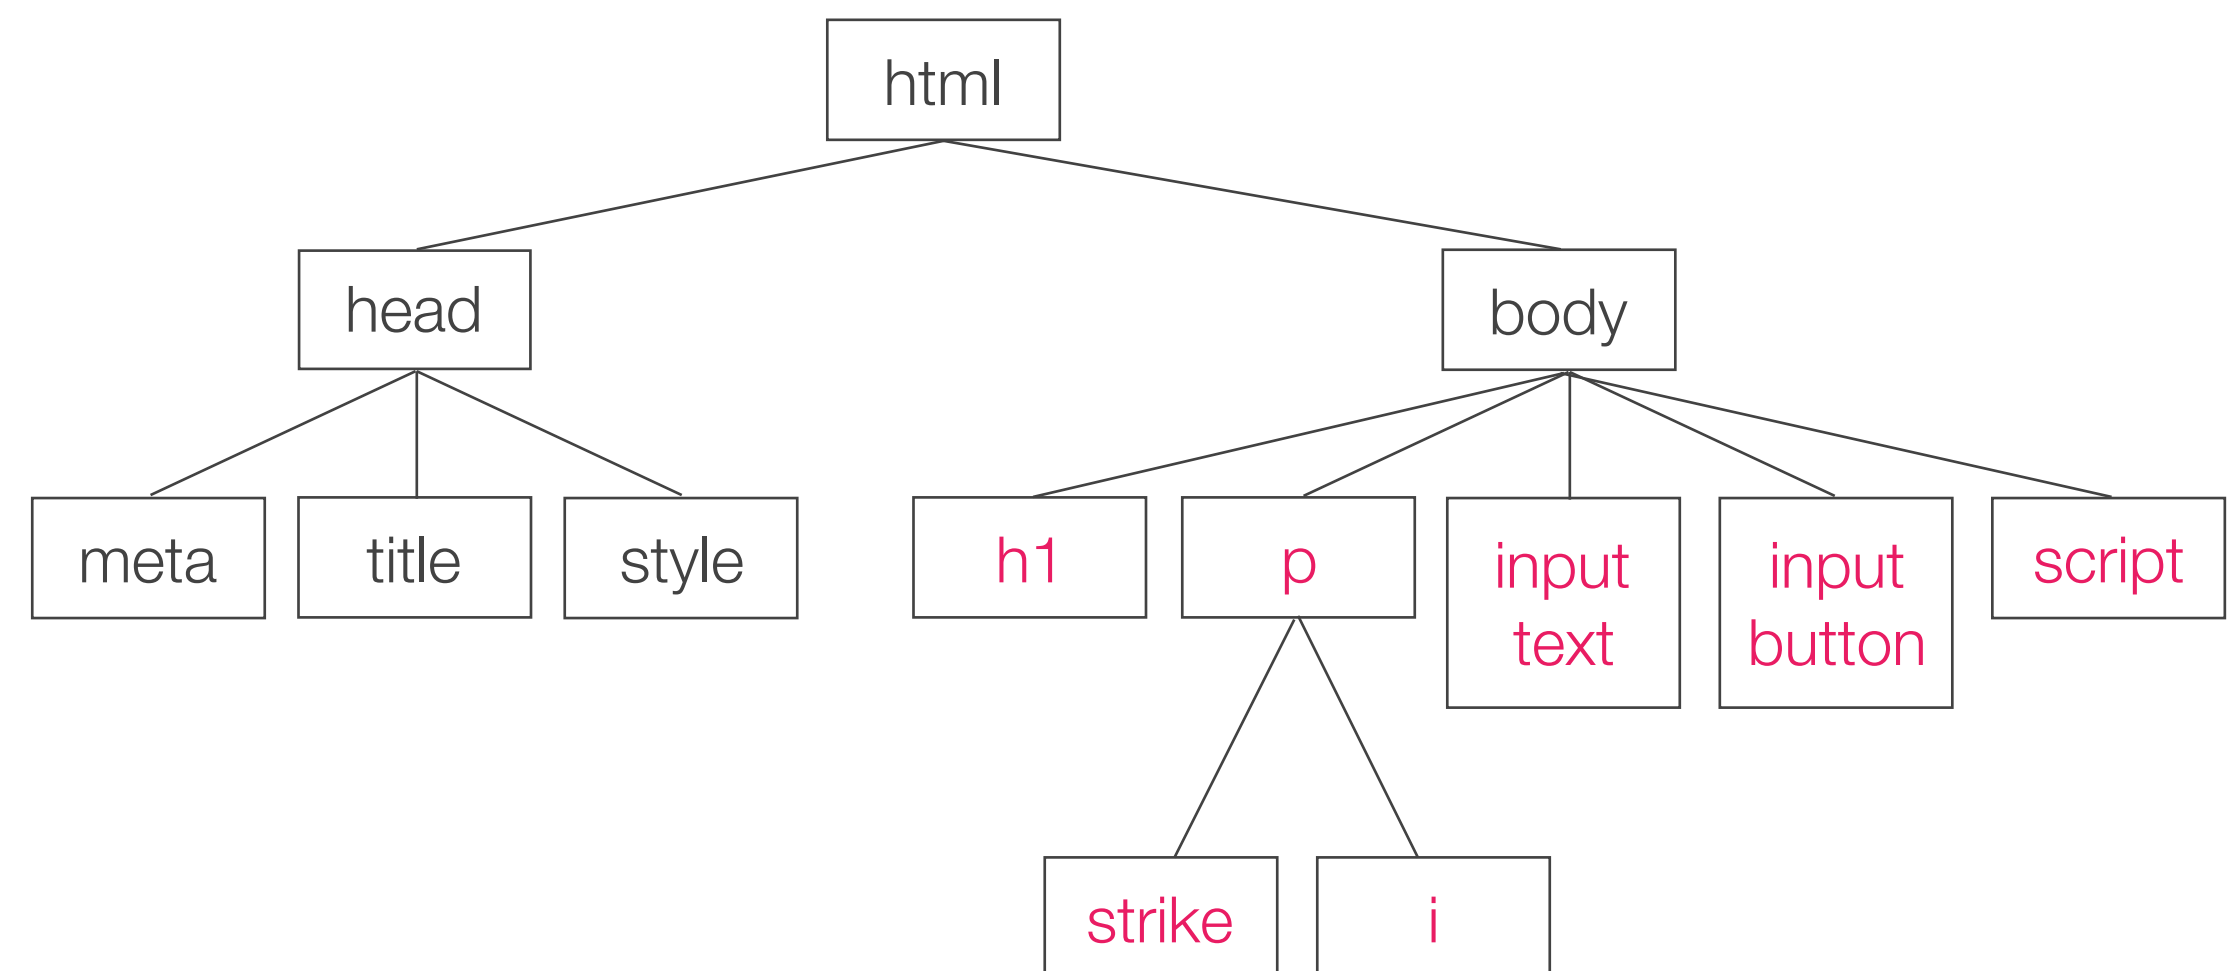 html
head
body
meta
title
style
h1
p
input
text
input
button
script
strike
i